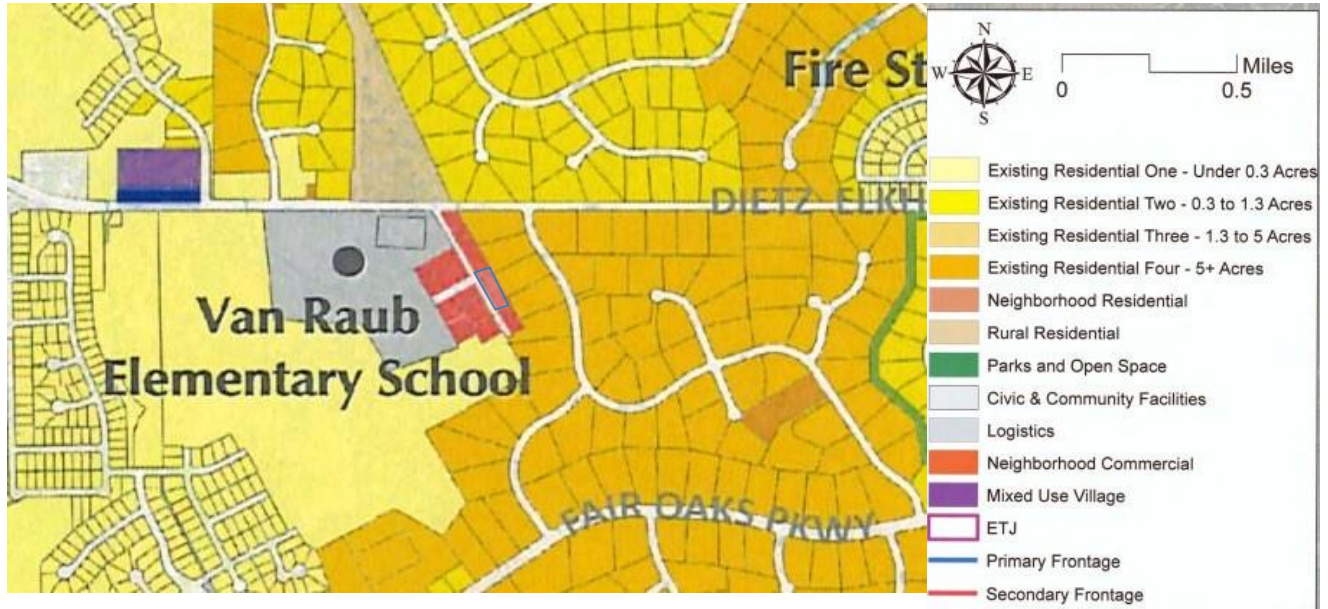 Fire St
DIETZ ELKH
Van Raub
Elementary School
FAIR OAKS PKWY
N
W E
S
0 0.5 Miles
Existing Residential One - Under 0.3 Acres
Existing Residential Two - 0.3 to 1.3 Acres
Existing Residential Three - 1.3 to 5 Acres
Existing Residential Four - 5+ Acres
Neighborhood Residential
Rural Residential
Parks and Open Space
Civic & Community Facilities
Logistics
Neighborhood Commercial
Mixed Use Village
ETJ
Primary Frontage
Secondary Frontage